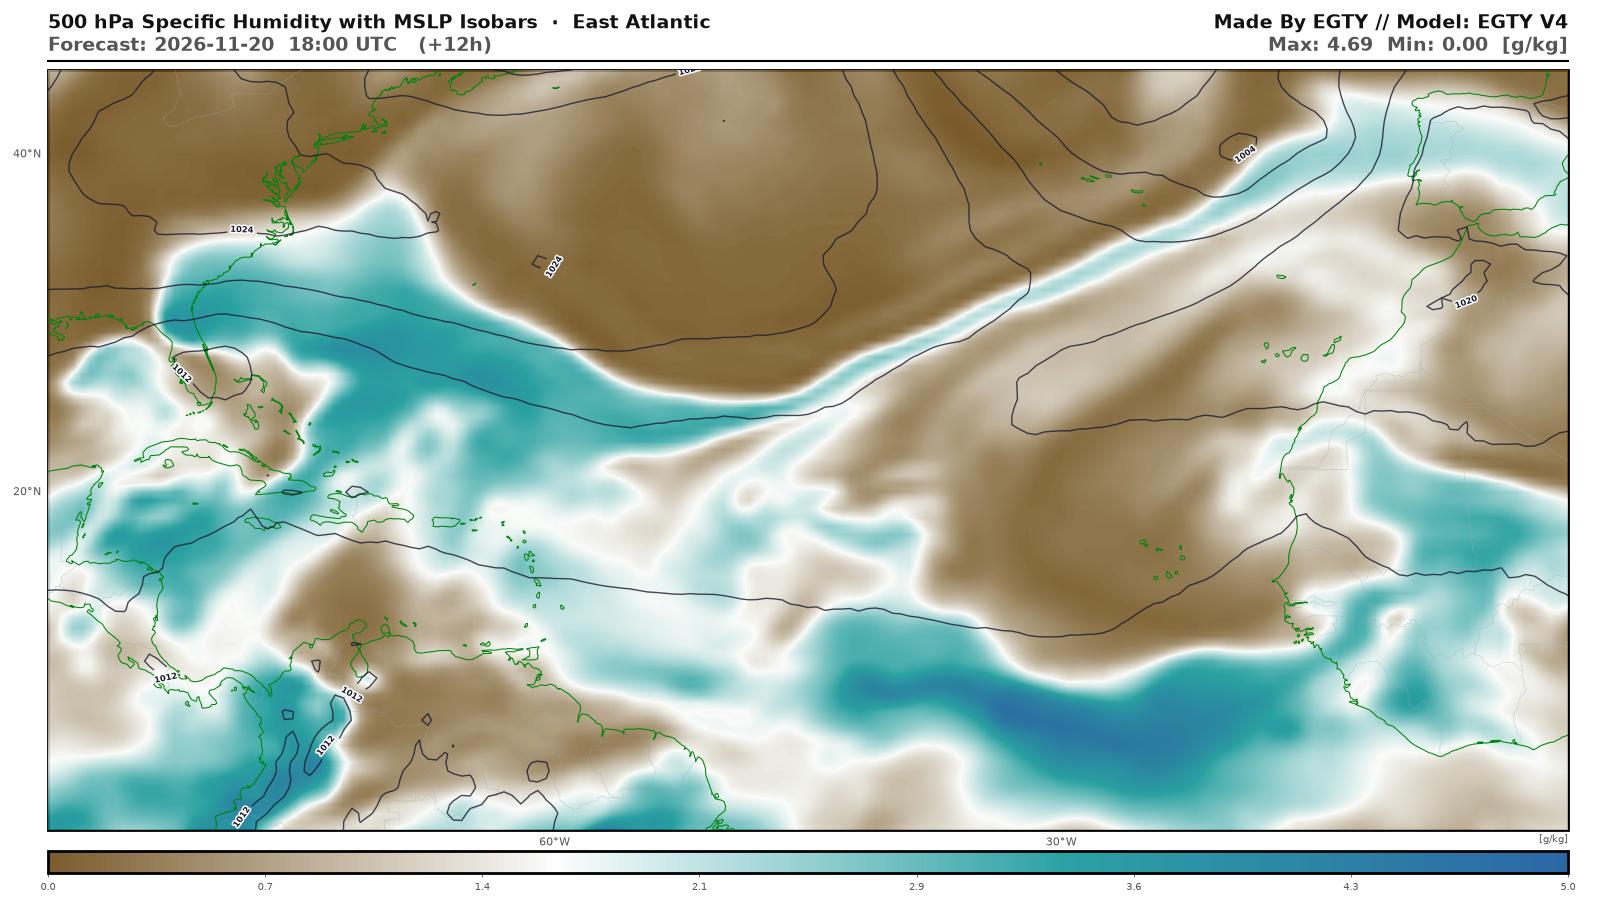 500 hPa Specific Humidity with MSLP Isobars · East Atlantic
Made By EGTY // Model: EGTY V4
Forecast: 2026-11-20 18:00 UTC (+12h)
Max: 4.69 Min: 0.00 [g/kg]
40°N
1004
1024
1024
1020
1012
20°N
1012
1012
1012
1012
60°W
30°W
[g/kg]
0.0
0.7
1.4
2.1
2.9
3.6
4.3
5.0